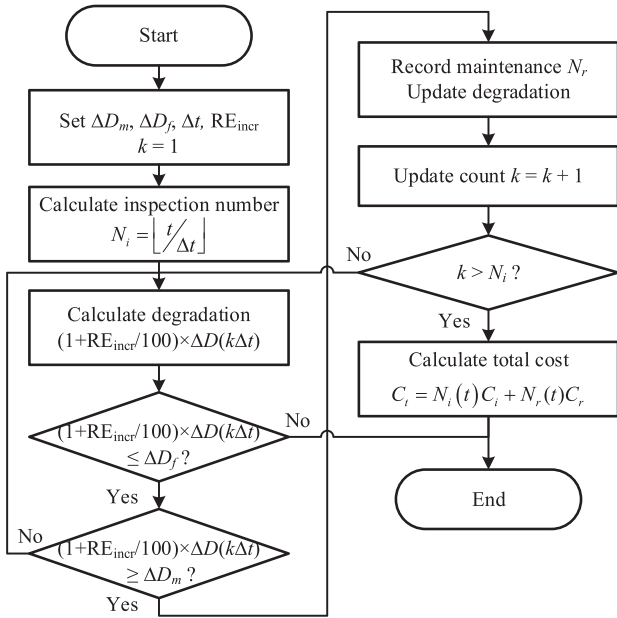 Start
Set ΔD_m, ΔD_f, Δt, RE_incr
k = 1
Calculate inspection number
N_i = ⌊t/Δt⌋
Calculate degradation
(1+RE_incr/100)×ΔD(kΔt)
(1+RE_incr/100)×ΔD(kΔt)
≤ ΔD_f ?
No
Yes
(1+RE_incr/100)×ΔD(kΔt)
≥ ΔD_m ?
No
Yes
Record maintenance N_r
Update degradation
Update count k = k + 1
k > N_i ?
No
Yes
Calculate total cost
C_t = N_i(t)C_i + N_r(t)C_r
End